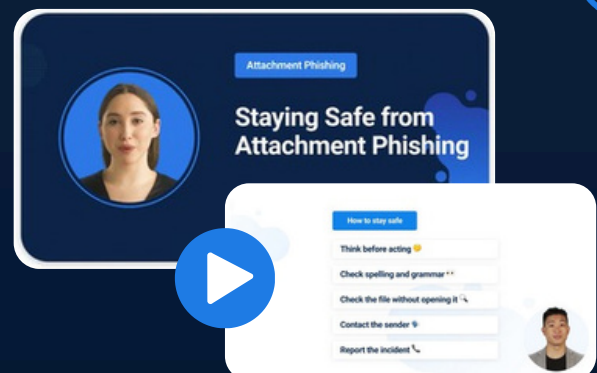 Attachment Phishing
Staying Safe from
Attachment Phishing
How to stay safe
Think before acting 🤔
Check spelling and grammar 👀
Check the file without opening it 🔍
Contact the sender 🗣️
Report the incident 📞